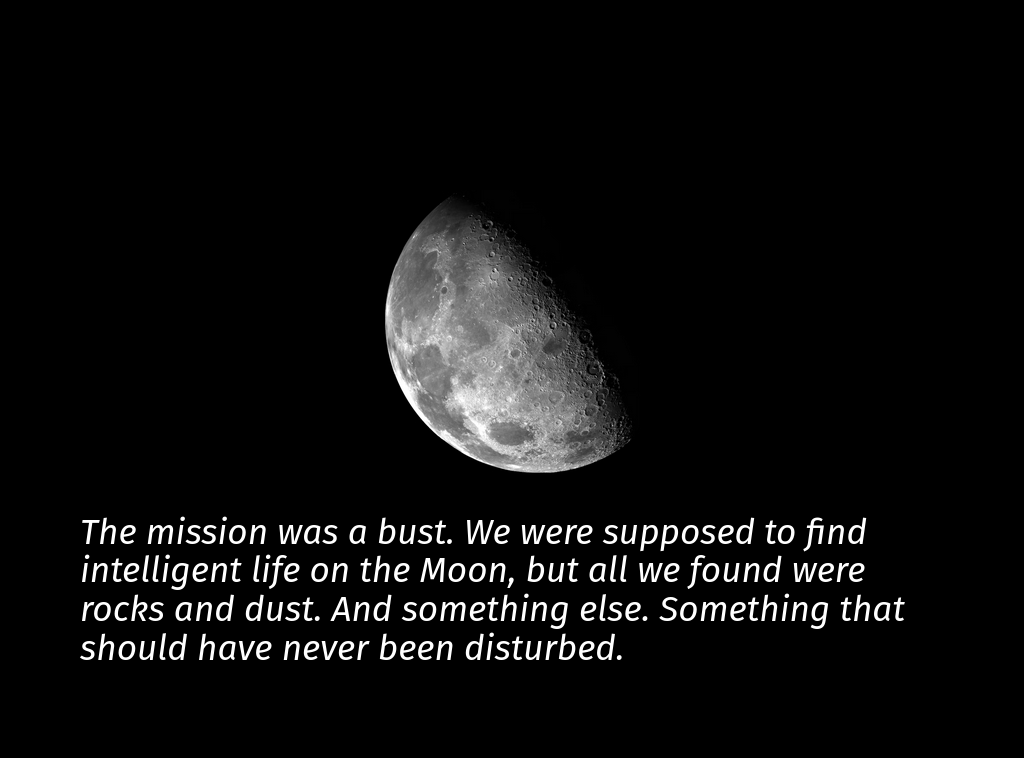 The mission was a bust. We were supposed to find
intelligent life on the Moon, but all we found were
rocks and dust. And something else. Something that
should have never been disturbed.